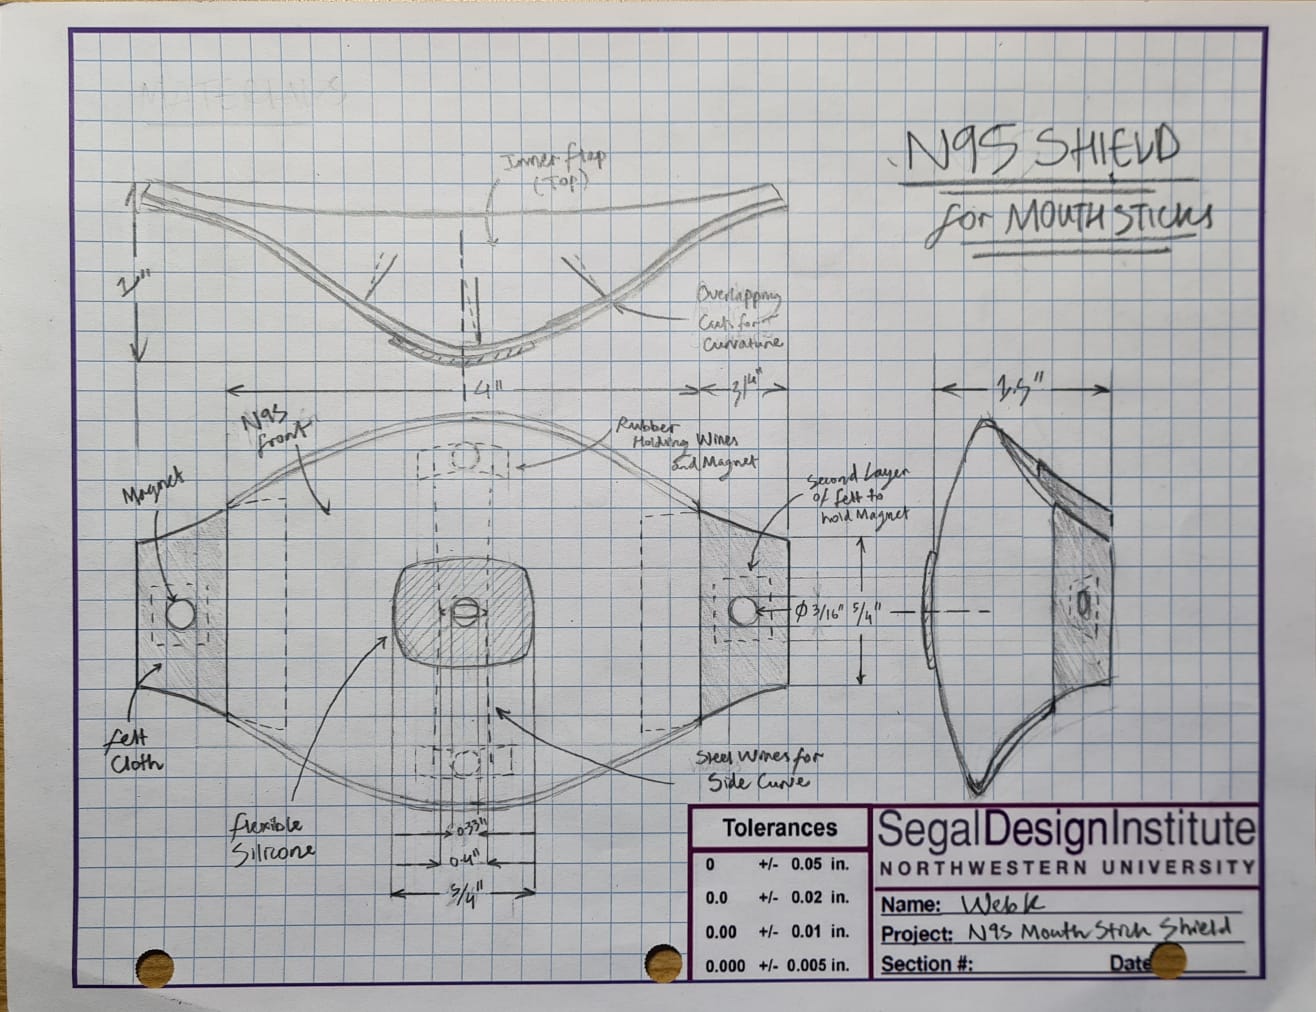 MATERIALS
N95 SHIELD
for MOUTH STICKS
Inner flap
(Top)
1"
Overlapping
Cuts for
Curvature
4"
3/4"
1.5"
N95
front
Rubber
Holding Wires
and Magnet
Magnet
Second Layer
of felt to
hold Magnet
Ø 3/16"
5/4"
felt
Cloth
Steel Wires for
Side Curve
flexible
Silicone
0.33"
0.4"
5/4"
Tolerances
0 +/- 0.05 in.
0.0 +/- 0.02 in.
0.00 +/- 0.01 in.
0.000 +/- 0.005 in.
SegalDesignInstitute
NORTHWESTERN UNIVERSITY
Name:
Project: N95 Mouth Stick Shield
Section #:
Date